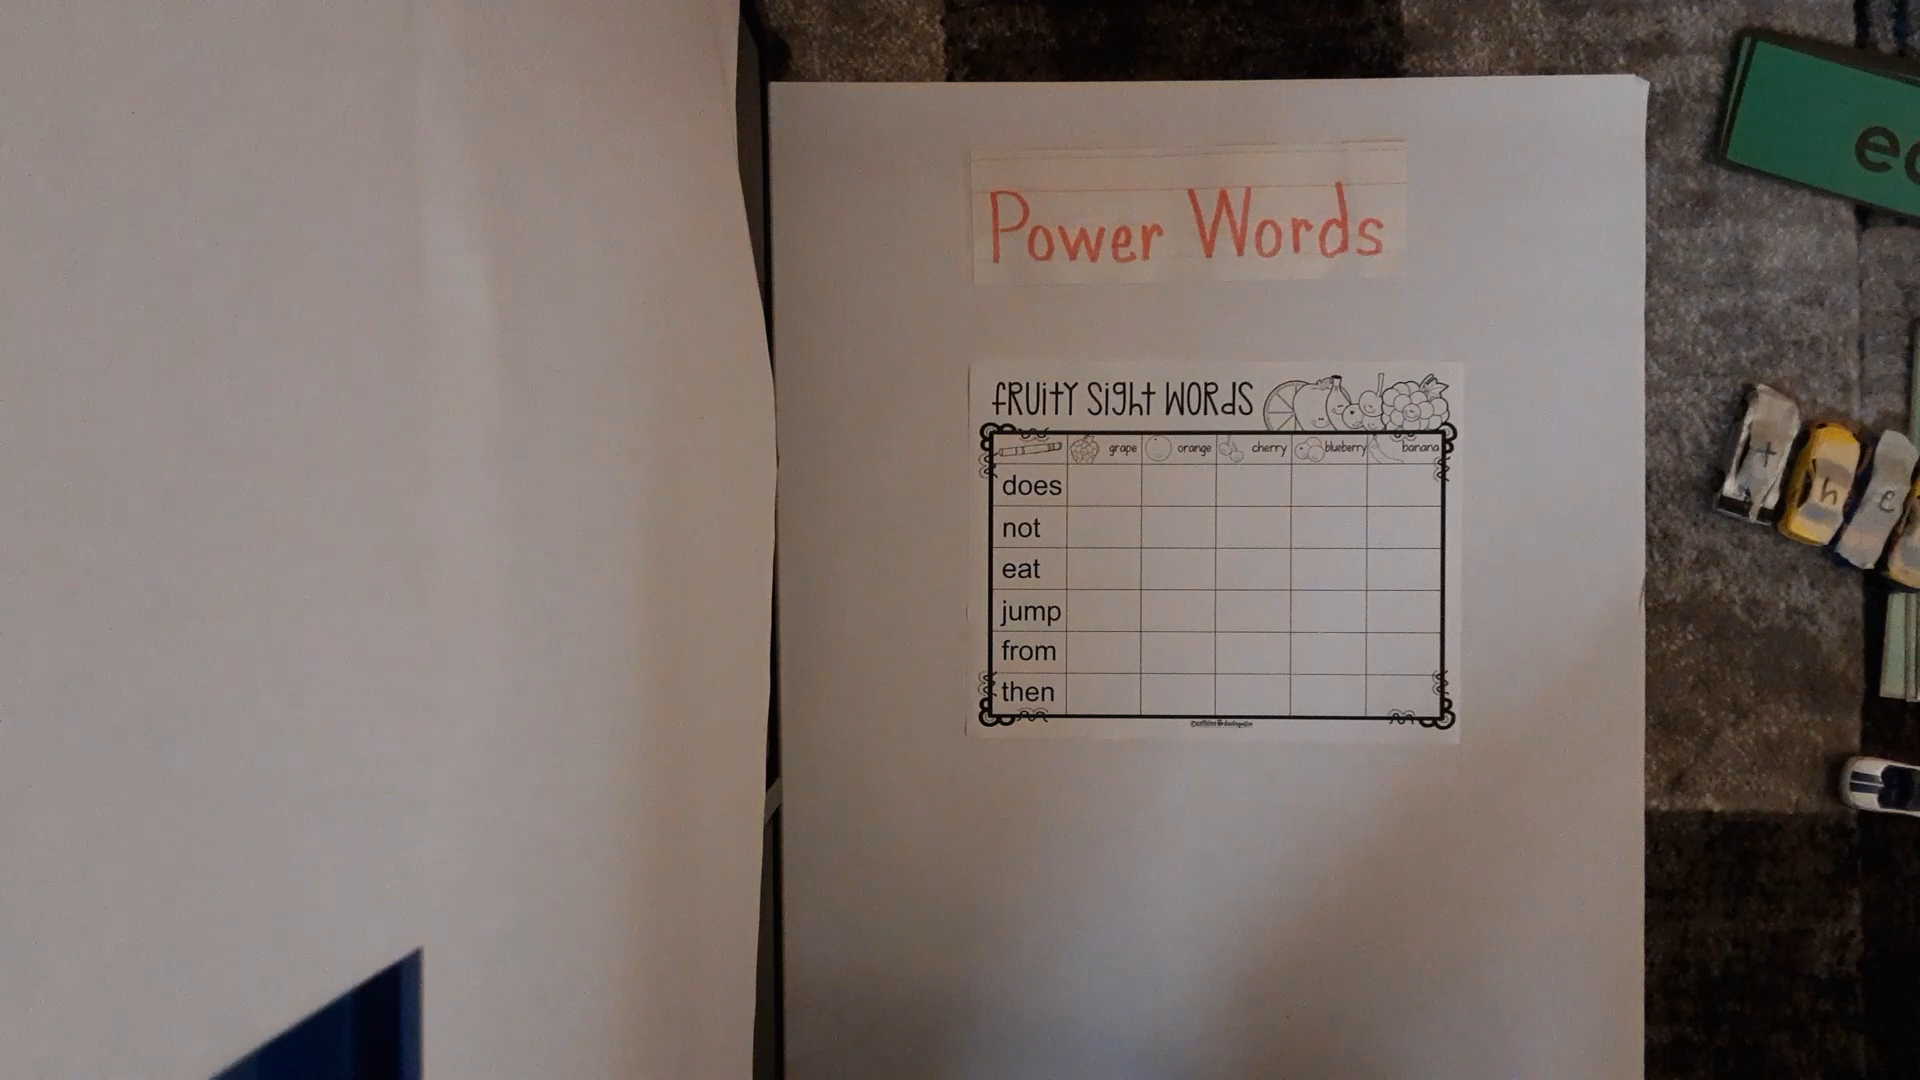 Power Words
fRUitY SigHt WORdS
grape orange cherry blueberry banana
does
not
eat
jump
from
then
t
h
e